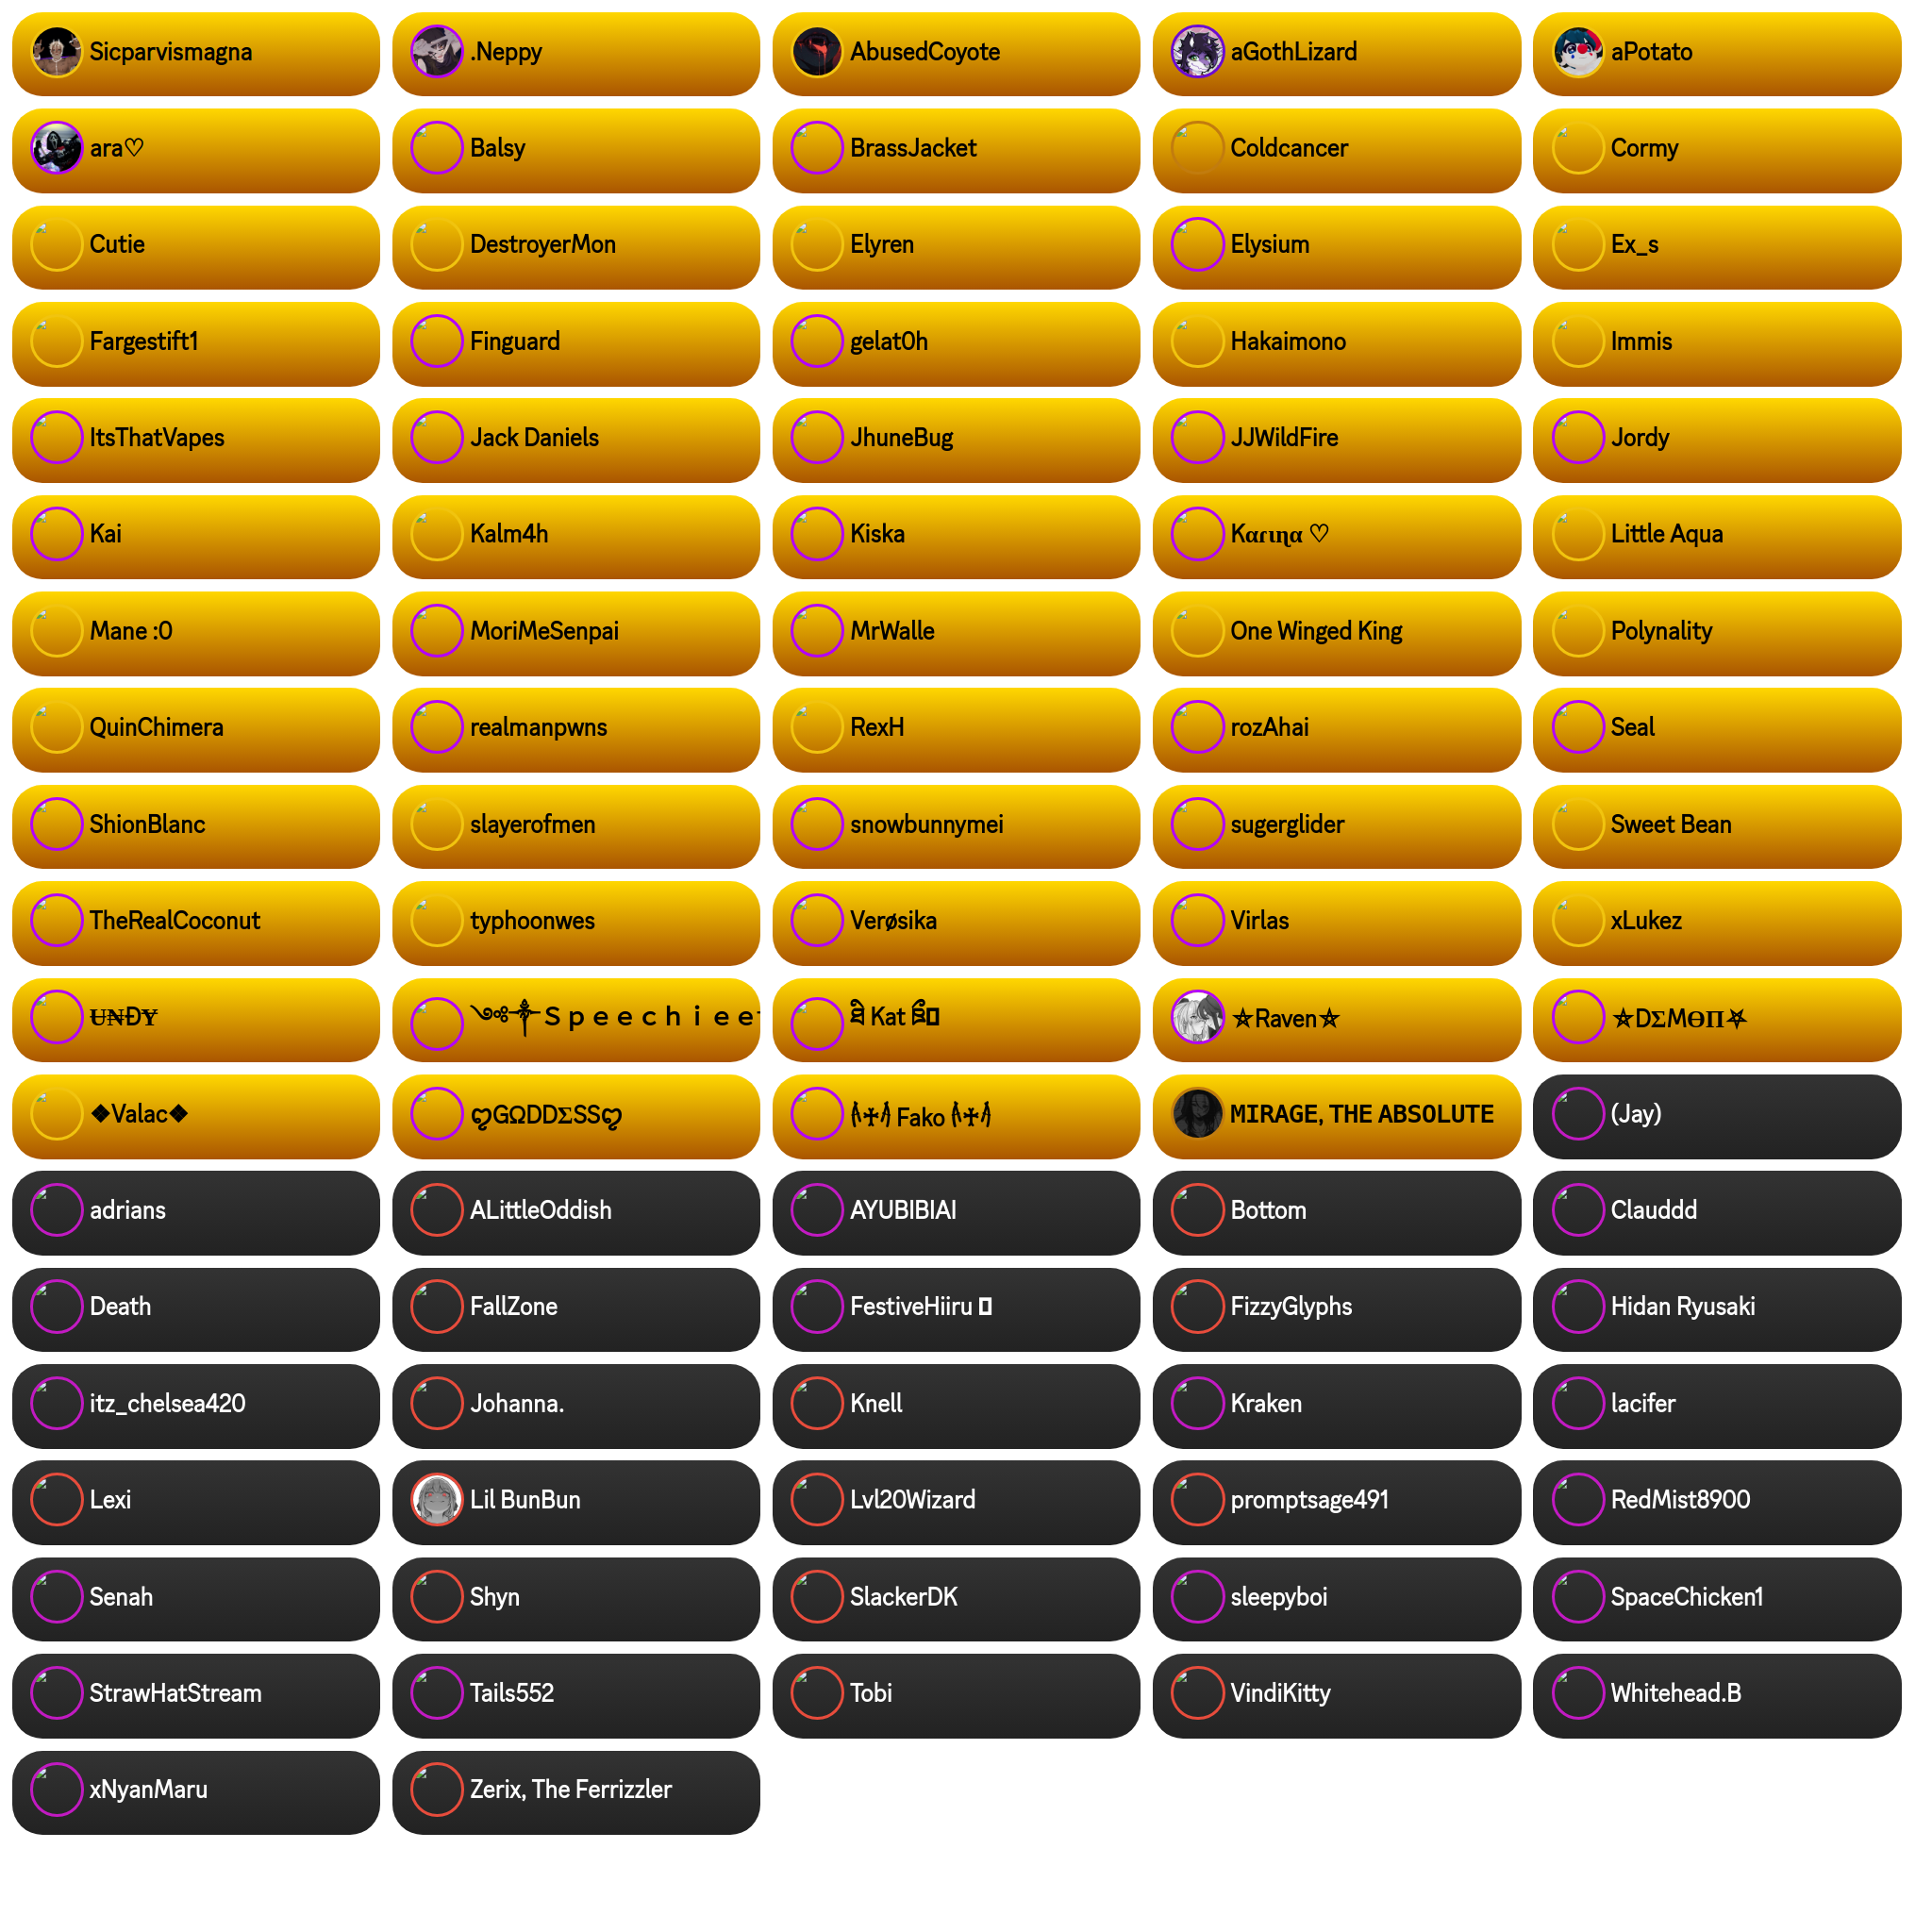 Sicparvismagna
.Neppy
AbusedCoyote
aGothLizard
aPotato
ara♡
Balsy
BrassJacket
Coldcancer
Cormy
Cutie
DestroyerMon
Elyren
Elysium
Ex_s
Fargestift1
Finguard
gelat0h
Hakaimono
Immis
ItsThatVapes
Jack Daniels
JhuneBug
JJWildFire
Jordy
Kai
Kalm4h
Kiska
Kαɾιɳα ♡
Little Aqua
Mane :0
MoriMeSenpai
MrWalle
One Winged King
Polynality
QuinChimera
realmanpwns
RexH
rozAhai
Seal
ShionBlanc
slayerofmen
snowbunnymei
sugerglider
Sweet Bean
TheRealCoconut
typhoonwes
Verøsika
Virlas
xLukez
U̶₦ĐɎ
༄༒Ｓｐｅｅｃｈｉｅｅ
Kat
⛤Raven⛤
⛤DΣMӨП⛧
❖Valac❖
ღGΩDDΣSSღ
Fako
MIRAGE, THE ABSOLUTE
(Jay)
adrians
ALittleOddish
AYUBIBIAI
Bottom
Clauddd
Death
FallZone
FestiveHiiru
FizzyGlyphs
Hidan Ryusaki
itz_chelsea420
Johanna.
Knell
Kraken
lacifer
Lexi
Lil BunBun
Lvl20Wizard
promptsage491
RedMist8900
Senah
Shyn
SlackerDK
sleepyboi
SpaceChicken1
StrawHatStream
Tails552
Tobi
VindiKitty
Whitehead.B
xNyanMaru
Zerix, The Ferrizzler